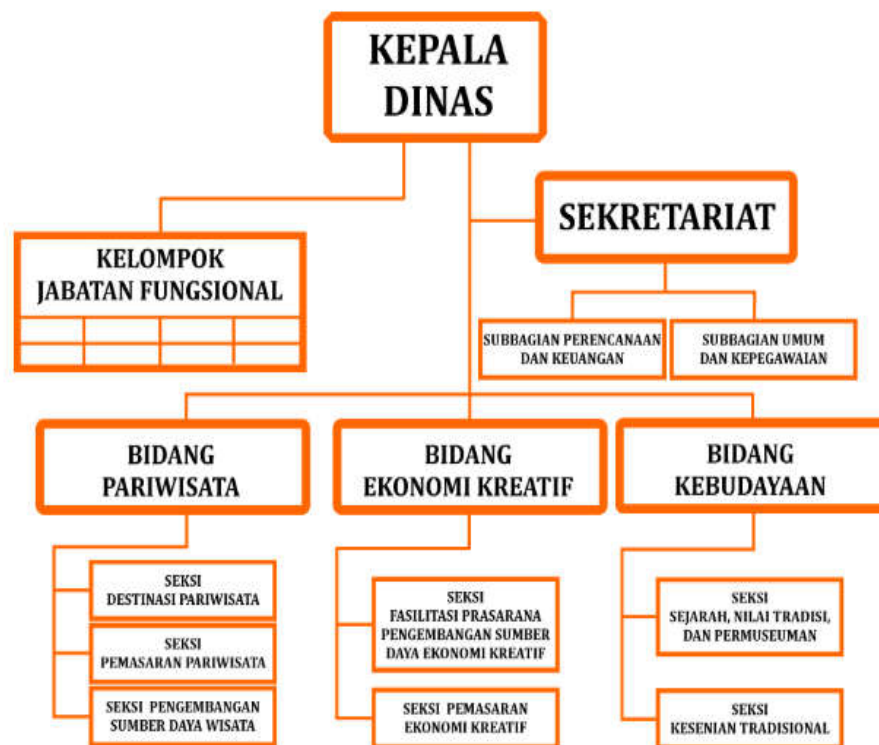 KEPALA
DINAS
SEKRETARIAT
KELOMPOK
JABATAN FUNGSIONAL
SUBBAGIAN PERENCANAAN
DAN KEUANGAN
SUBBAGIAN UMUM
DAN KEPEGAWAIAN
BIDANG
PARIWISATA
BIDANG
EKONOMI KREATIF
BIDANG
KEBUDAYAAN
SEKSI
DESTINASI PARIWISATA
SEKSI
PEMASARAN PARIWISATA
SEKSI PENGEMBANGAN
SUMBER DAYA WISATA
SEKSI
FASILITASI PRASARANA
PENGEMBANGAN SUMBER
DAYA EKONOMI KREATIF
SEKSI PEMASARAN
EKONOMI KREATIF
SEKSI
SEJARAH, NILAI TRADISI,
DAN PERMUSEUMAN
SEKSI
KESENIAN TRADISIONAL